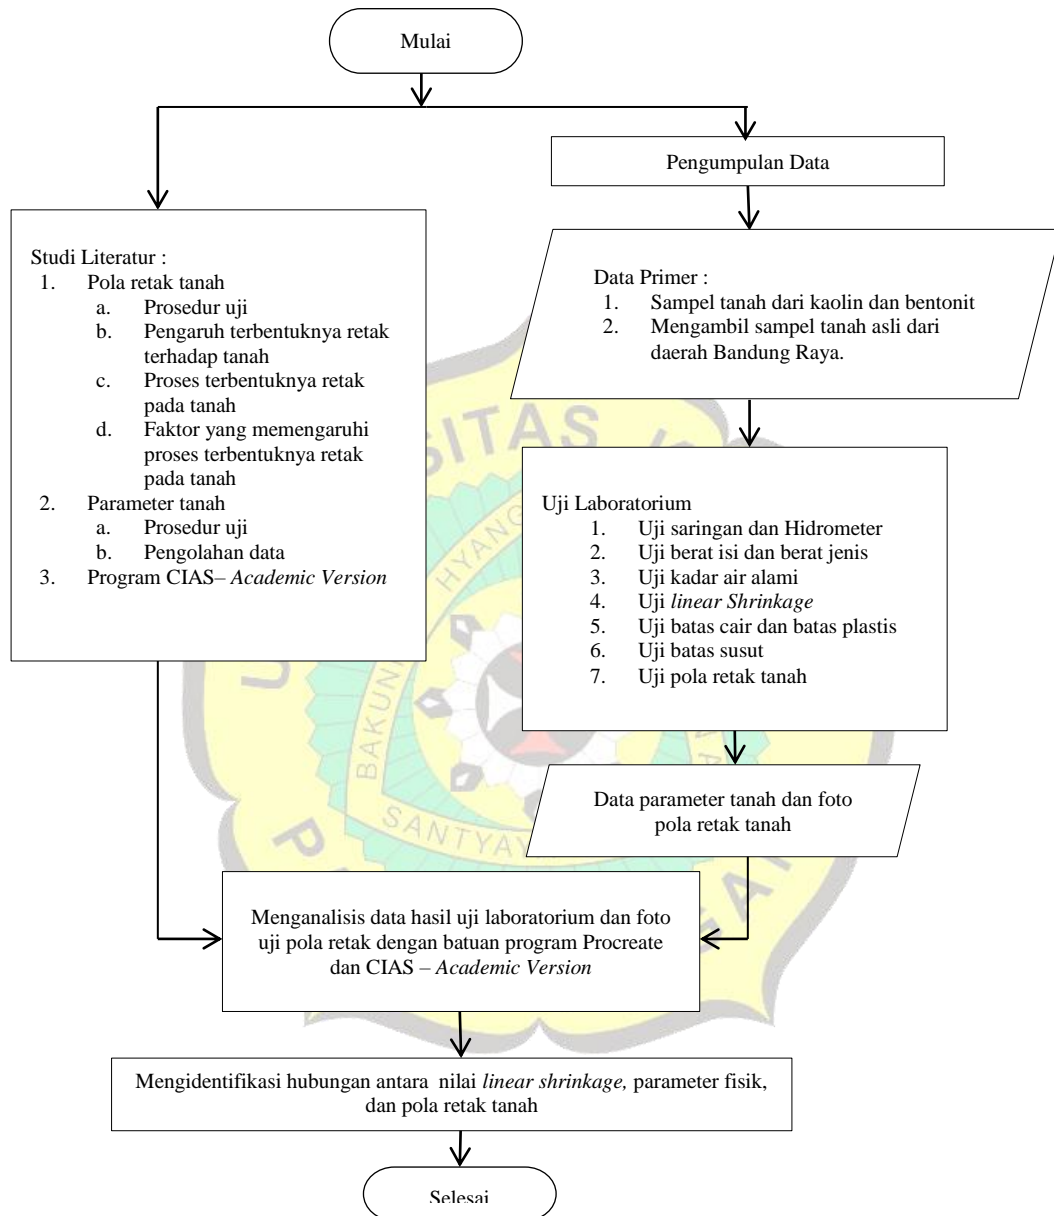 Mulai
Pengumpulan Data
Studi Literatur :
1. Pola retak tanah
a. Prosedur uji
b. Pengaruh terbentuknya retak
terhadap tanah
c. Proses terbentuknya retak
pada tanah
d. Faktor yang memengaruhi
proses terbentuknya retak
pada tanah
2. Parameter tanah
a. Prosedur uji
b. Pengolahan data
3. Program CIAS– Academic Version
Data Primer :
1. Sampel tanah dari kaolin dan bentonit
2. Mengambil sampel tanah asli dari
daerah Bandung Raya.
Uji Laboratorium
1. Uji saringan dan Hidrometer
2. Uji berat isi dan berat jenis
3. Uji kadar air alami
4. Uji linear Shrinkage
5. Uji batas cair dan batas plastis
6. Uji batas susut
7. Uji pola retak tanah
Data parameter tanah dan foto
pola retak tanah
Menganalisis data hasil uji laboratorium dan foto
uji pola retak dengan batuan program Procreate
dan CIAS – Academic Version
Mengidentifikasi hubungan antara nilai linear shrinkage, parameter fisik,
dan pola retak tanah
Selesai